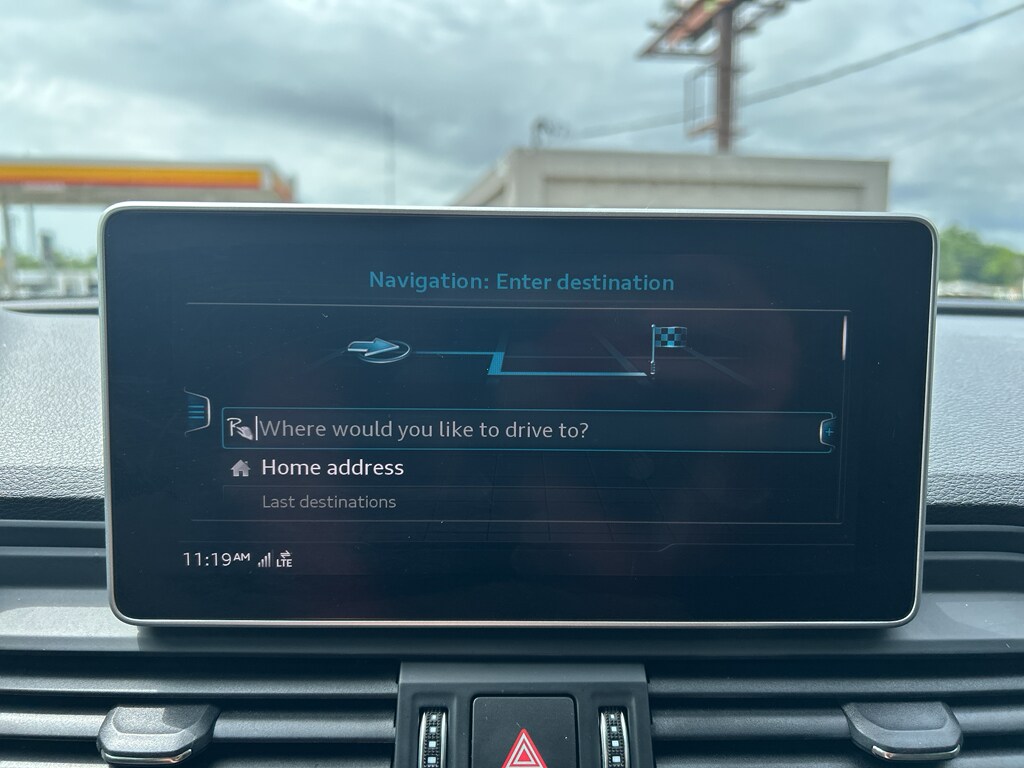 Navigation: Enter destination
Where would you like to drive to?
Home address
Last destinations
11:19AM LTE